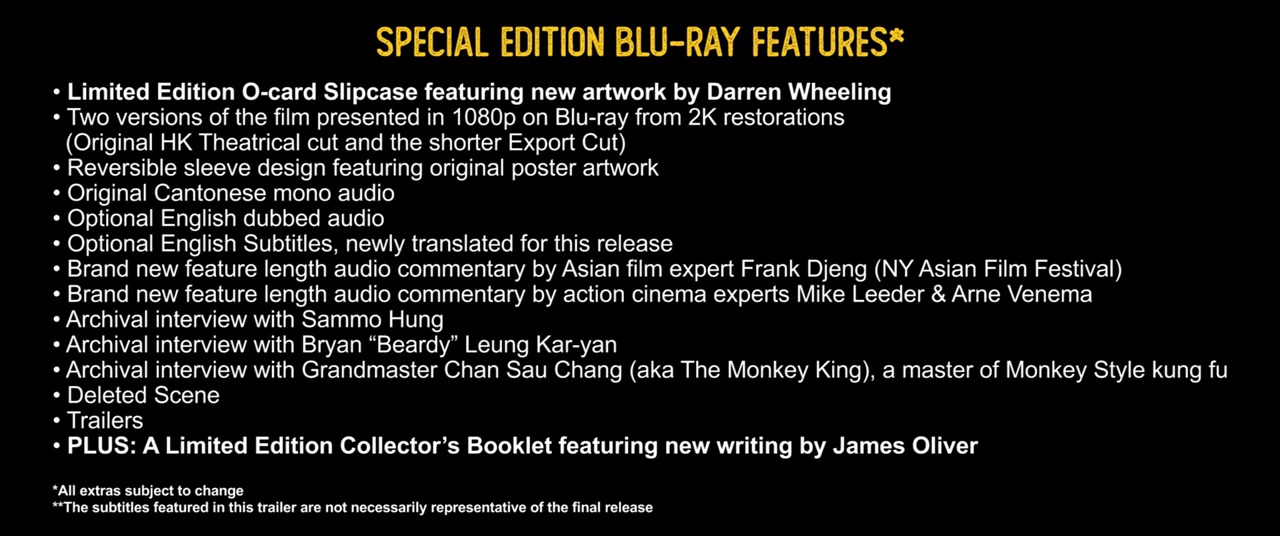 SPECIAL EDITION BLU-RAY FEATURES*
• Limited Edition O-card Slipcase featuring new artwork by Darren Wheeling
• Two versions of the film presented in 1080p on Blu-ray from 2K restorations
(Original HK Theatrical cut and the shorter Export Cut)
• Reversible sleeve design featuring original poster artwork
• Original Cantonese mono audio
• Optional English dubbed audio
• Optional English Subtitles, newly translated for this release
• Brand new feature length audio commentary by Asian film expert Frank Djeng (NY Asian Film Festival)
• Brand new feature length audio commentary by action cinema experts Mike Leeder & Arne Venema
• Archival interview with Sammo Hung
• Archival interview with Bryan “Beardy” Leung Kar-yan
• Archival interview with Grandmaster Chan Sau Chang (aka The Monkey King), a master of Monkey Style kung fu
• Deleted Scene
• Trailers
• PLUS: A Limited Edition Collector’s Booklet featuring new writing by James Oliver
*All extras subject to change
**The subtitles featured in this trailer are not necessarily representative of the final release